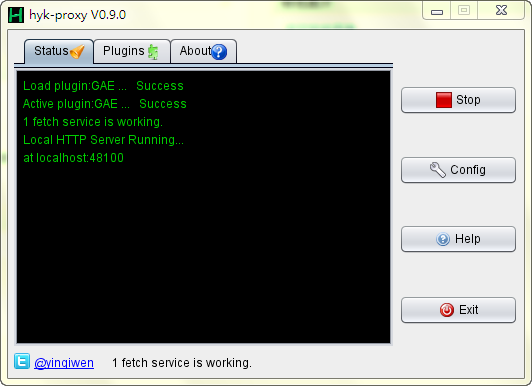 hyk-proxy V0.9.0
Status Plugins About
Load plugin:GAE ... Success
Active plugin:GAE ... Success
1 fetch service is working.
Local HTTP Server Running...
at localhost:48100
Stop
Config
Help
Exit
@yinqiwen 1 fetch service is working.